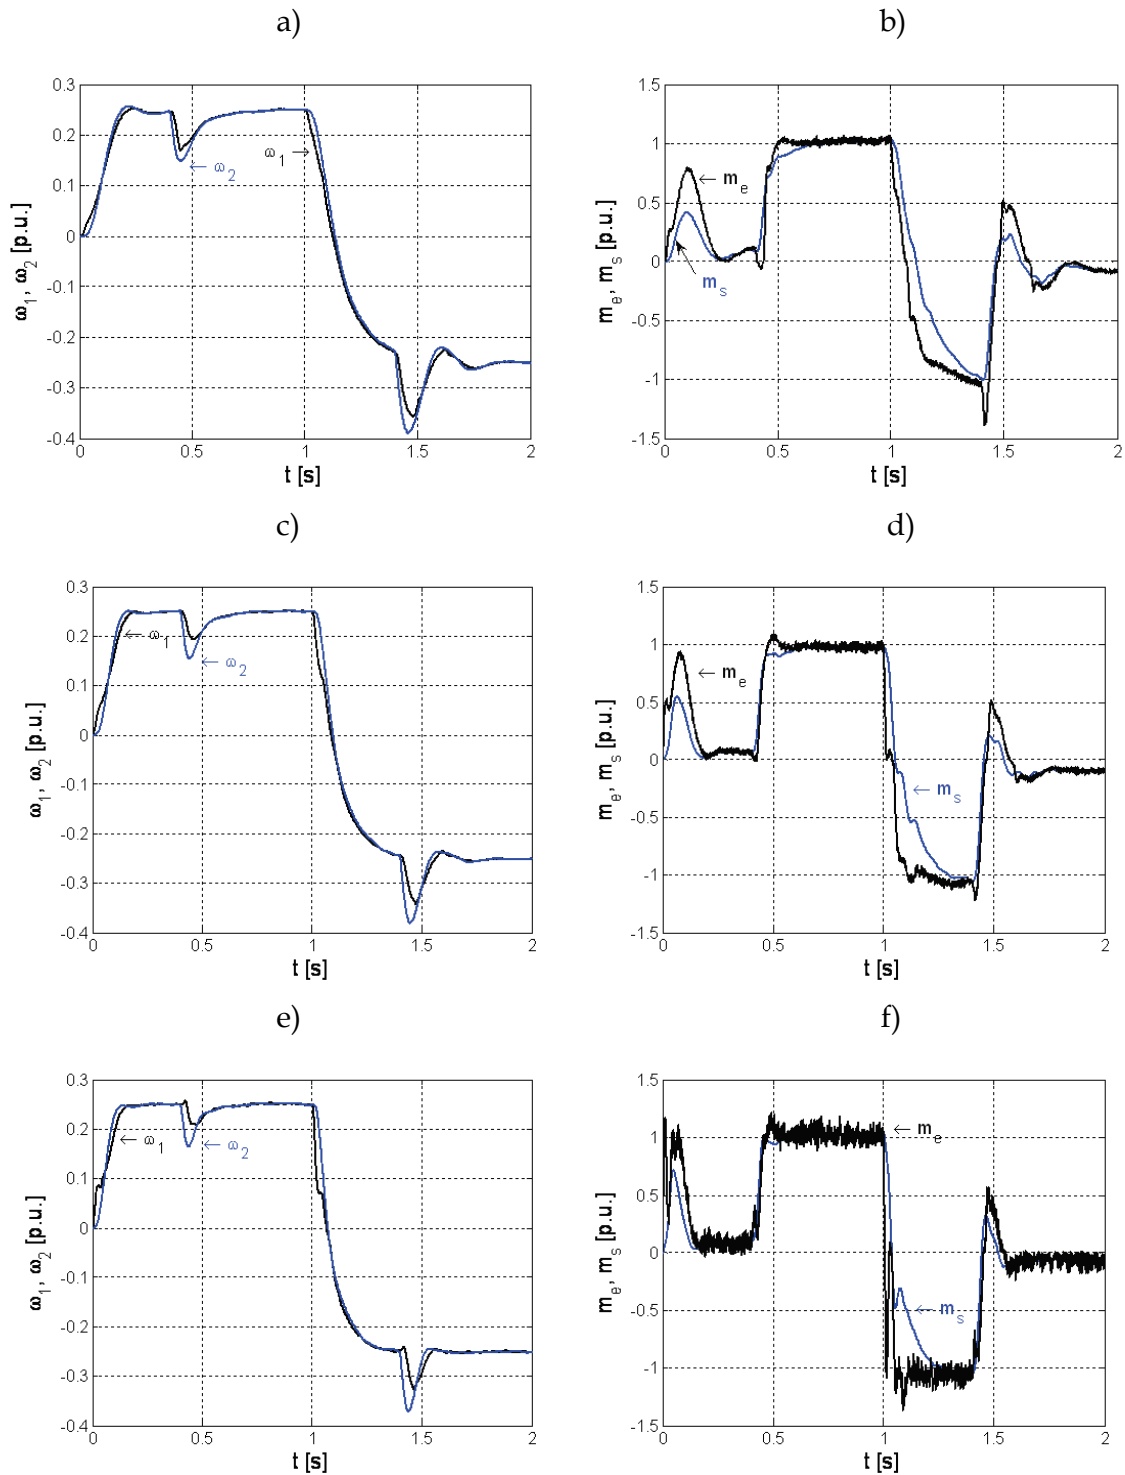 a)
b)
0.3
0.2
0.1
0
-0.1
-0.2
-0.3
-0.4
0
0.5
1
1.5
2
ω1, ω2 [p.u.]
t [s]
ω1 →
← ω2
1.5
1
0.5
0
-0.5
-1
-1.5
0
0.5
1
1.5
2
me, ms [p.u.]
t [s]
← me
ms
c)
d)
0.3
0.2
0.1
0
-0.1
-0.2
-0.3
-0.4
0
0.5
1
1.5
2
ω1, ω2 [p.u.]
t [s]
← ω1
← ω2
1.5
1
0.5
0
-0.5
-1
-1.5
0
0.5
1
1.5
2
me, ms [p.u.]
t [s]
← me
← ms
e)
f)
0.3
0.2
0.1
0
-0.1
-0.2
-0.3
-0.4
0
0.5
1
1.5
2
ω1, ω2 [p.u.]
t [s]
← ω1
← ω2
1.5
1
0.5
0
-0.5
-1
-1.5
0
0.5
1
1.5
2
me, ms [p.u.]
t [s]
← me
← ms